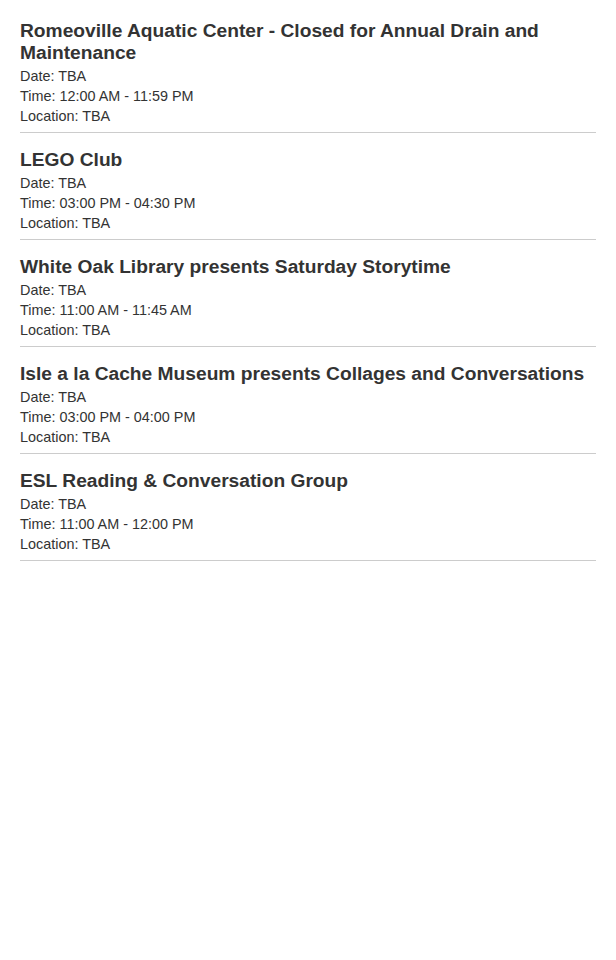 Romeoville Aquatic Center - Closed for Annual Drain and
Maintenance
Date: TBA
Time: 12:00 AM - 11:59 PM
Location: TBA
LEGO Club
Date: TBA
Time: 03:00 PM - 04:30 PM
Location: TBA
White Oak Library presents Saturday Storytime
Date: TBA
Time: 11:00 AM - 11:45 AM
Location: TBA
Isle a la Cache Museum presents Collages and Conversations
Date: TBA
Time: 03:00 PM - 04:00 PM
Location: TBA
ESL Reading & Conversation Group
Date: TBA
Time: 11:00 AM - 12:00 PM
Location: TBA